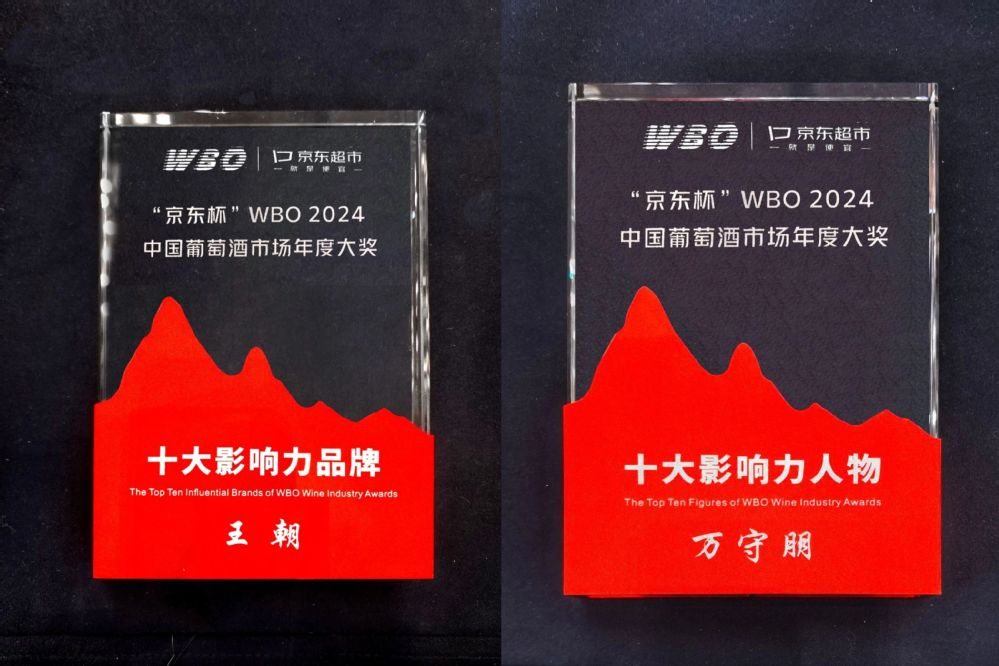 WBO 京东超市
就是便宜
“京东杯”WBO 2024
中国葡萄酒市场年度大奖
十大影响力品牌
The Top Ten Influential Brands of WBO Wine Industry Awards
王朝
WBO 京东超市
就是便宜
“京东杯”WBO 2024
中国葡萄酒市场年度大奖
十大影响力人物
The Top Ten Figures of WBO Wine Industry Awards
万守朋